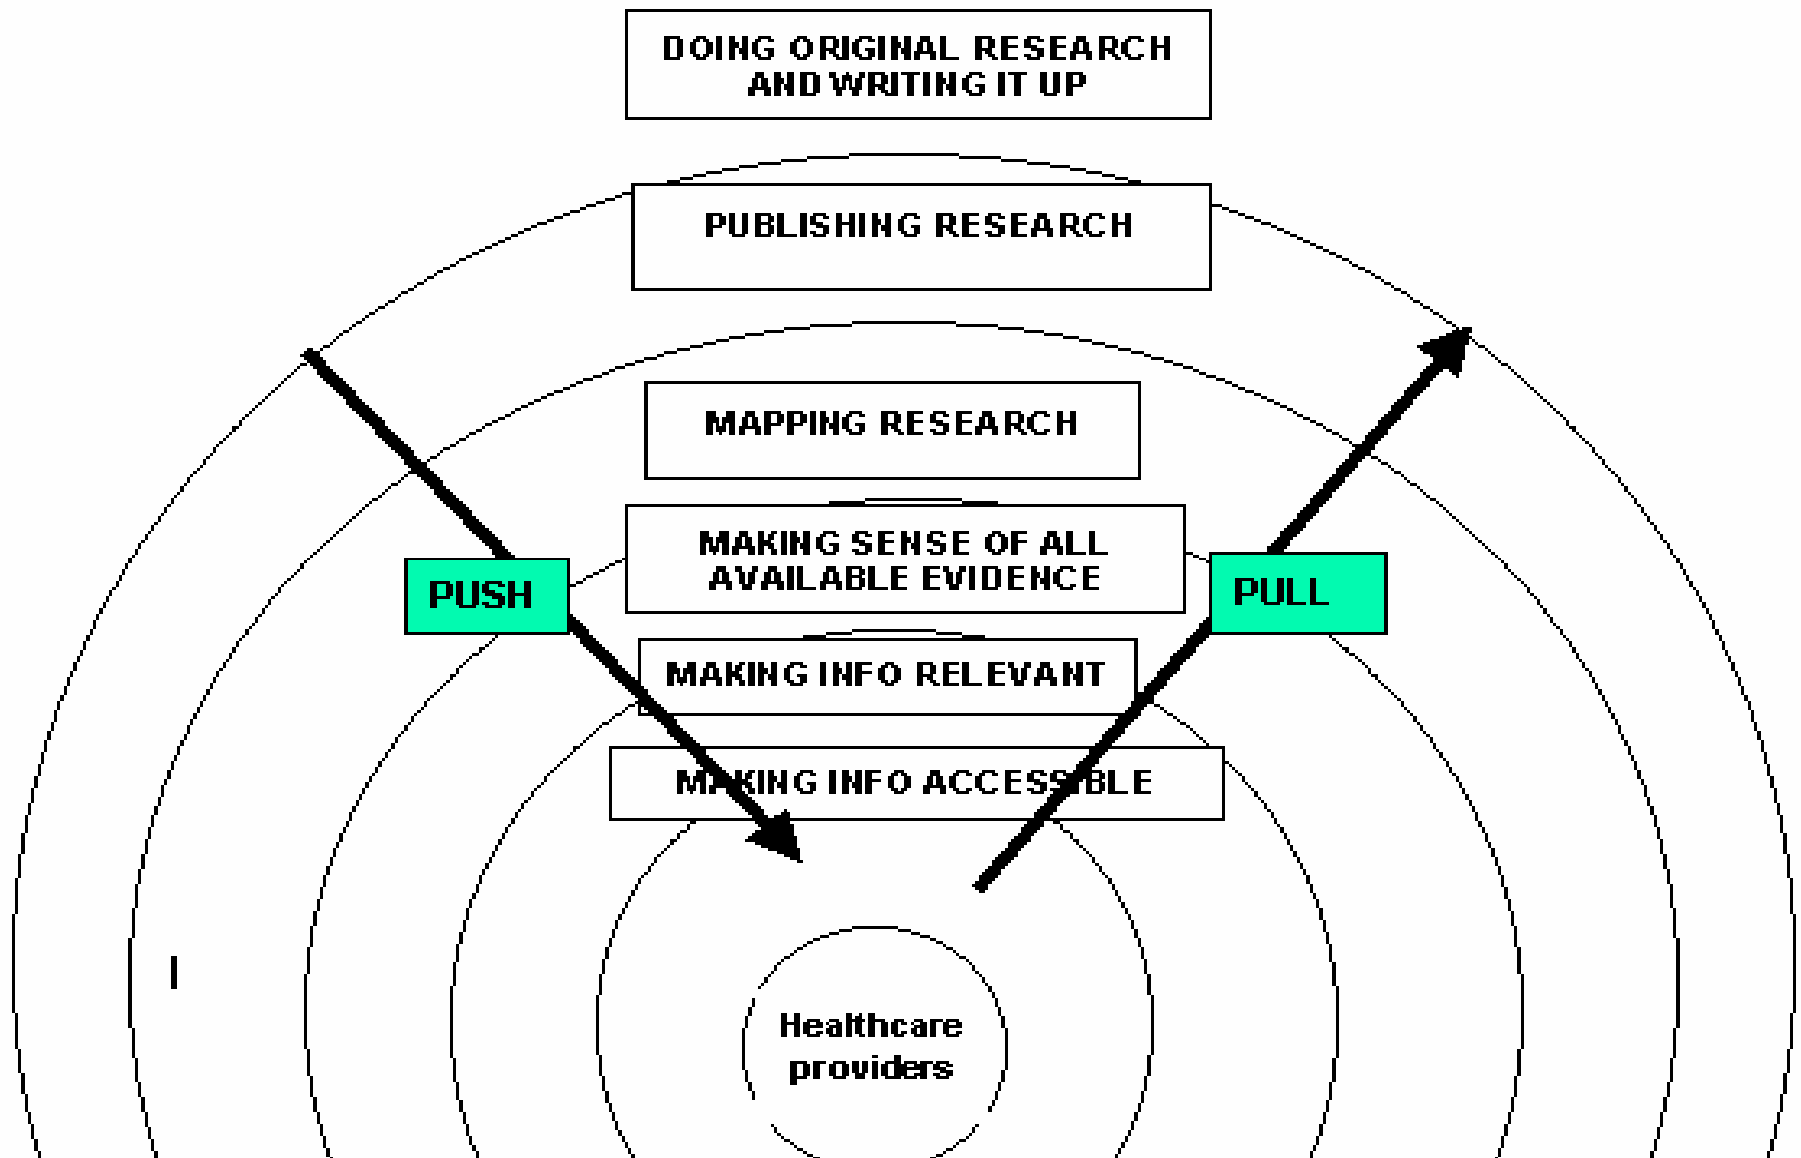 DOING ORIGINAL RESEARCH
AND WRITING IT UP
PUBLISHING RESEARCH
MAPPING RESEARCH
MAKING SENSE OF ALL
AVAILABLE EVIDENCE
PUSH
PULL
MAKING INFO RELEVANT
MAKING INFO ACCESSIBLE
I
Healthcare
providers